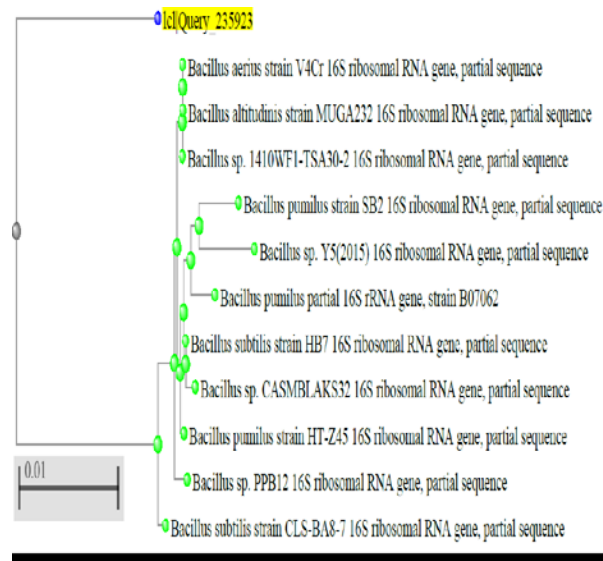 lcl|Query_235923
Bacillus aerius strain V4Cr 16S ribosomal RNA gene, partial sequence
Bacillus altitudinis strain MUGA232 16S ribosomal RNA gene, partial sequence
Bacillus sp. 1410WF1-TSA30-2 16S ribosomal RNA gene, partial sequence
Bacillus pumilus strain SB2 16S ribosomal RNA gene, partial sequence
Bacillus sp. Y5(2015) 16S ribosomal RNA gene, partial sequence
Bacillus pumilus partial 16S rRNA gene, strain B07062
Bacillus subtilis strain HB7 16S ribosomal RNA gene, partial sequence
Bacillus sp. CASMBLAKS32 16S ribosomal RNA gene, partial sequence
Bacillus pumilus strain HT-Z45 16S ribosomal RNA gene, partial sequence
0.01
Bacillus sp. PPB12 16S ribosomal RNA gene, partial sequence
Bacillus subtilis strain CLS-BA8-7 16S ribosomal RNA gene, partial sequence